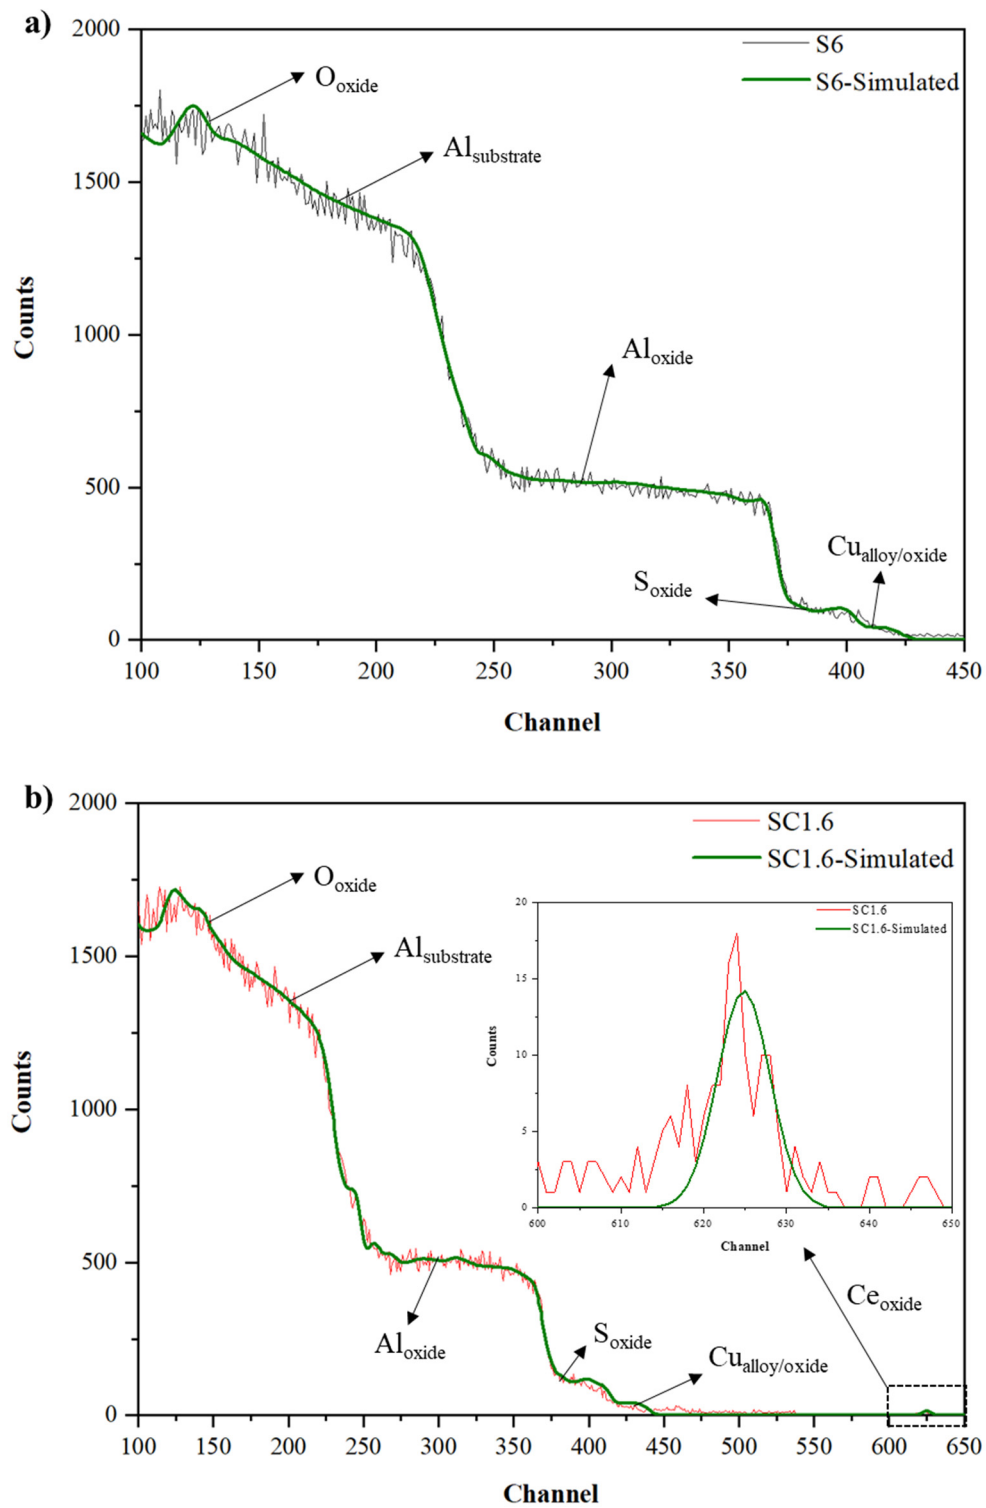 a)
2000
1500
1000
500
0
Counts
S6
S6-Simulated
Ooxide
Alsubstrate
Aloxide
Soxide
Cualloy/oxide
100 150 200 250 300 350 400 450
Channel
b)
2000
1500
1000
500
0
Counts
SC1.6
SC1.6-Simulated
Ooxide
Alsubstrate
Aloxide
Soxide
Cualloy/oxide
Ceoxide
20
15
10
5
0
Counts
SC1.6
SC1.6-Simulated
600 610 620 630 640 650
Channel
100 150 200 250 300 350 400 450 500 550 600 650
Channel